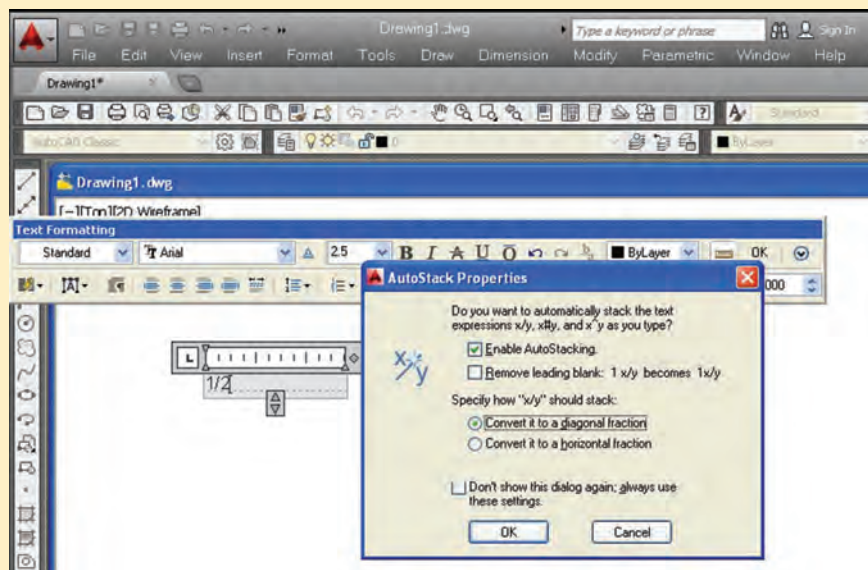 Drawing1.dwg
Type a keyword or phrase
Sign In
File Edit View Insert Format Tools Draw Dimension Modify Parametric Window Help
Drawing1*
Standard
AutoCAD Classic
0
ByLayer
Drawing1.dwg
[-][Top][2D Wireframe]
Text Formatting
Standard Arial 2.5 B I A U O ByLayer OK
000
AutoStack Properties
Do you want to automatically stack the text
expressions x/y, x#y, and x^y as you type?
Enable AutoStacking.
Remove leading blank: 1 x/y becomes 1x/y
Specify how "x/y" should stack:
Convert it to a diagonal fraction
Convert it to a horizontal fraction
Don't show this dialog again; always use
these settings.
OK Cancel
x/y
L
1/2